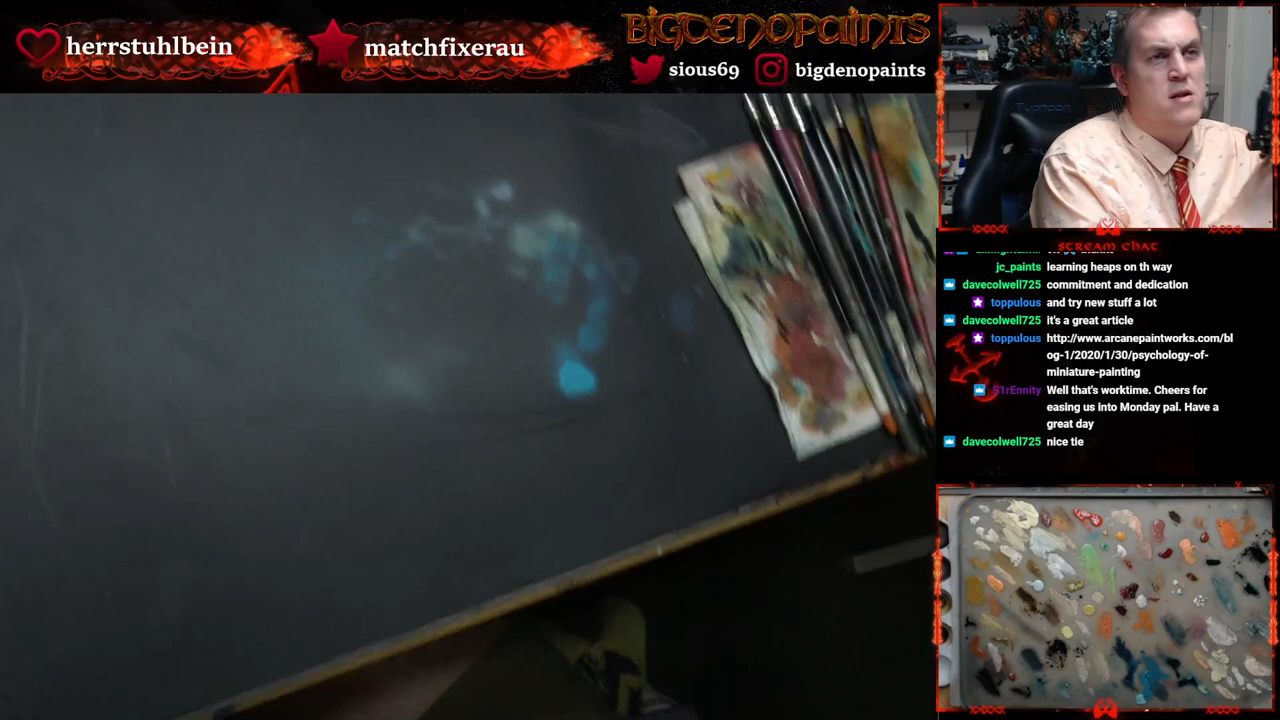 herrstuhlbein
matchfixerau
BIGDENOPAINTS
sious69
bigdenopaints
Typhoon
STREAM CHAT
jc_paints learning heaps on th way
davecolwell725 commitment and dedication
toppulous and try new stuff a lot
davecolwell725 it's a great article
toppulous http://www.arcanepaintworks.com/bl
og-1/2020/1/30/psychology-of-
miniature-painting
S1rEnnity Well that's worktime. Cheers for
easing us into Monday pal. Have a
great day
davecolwell725 nice tie